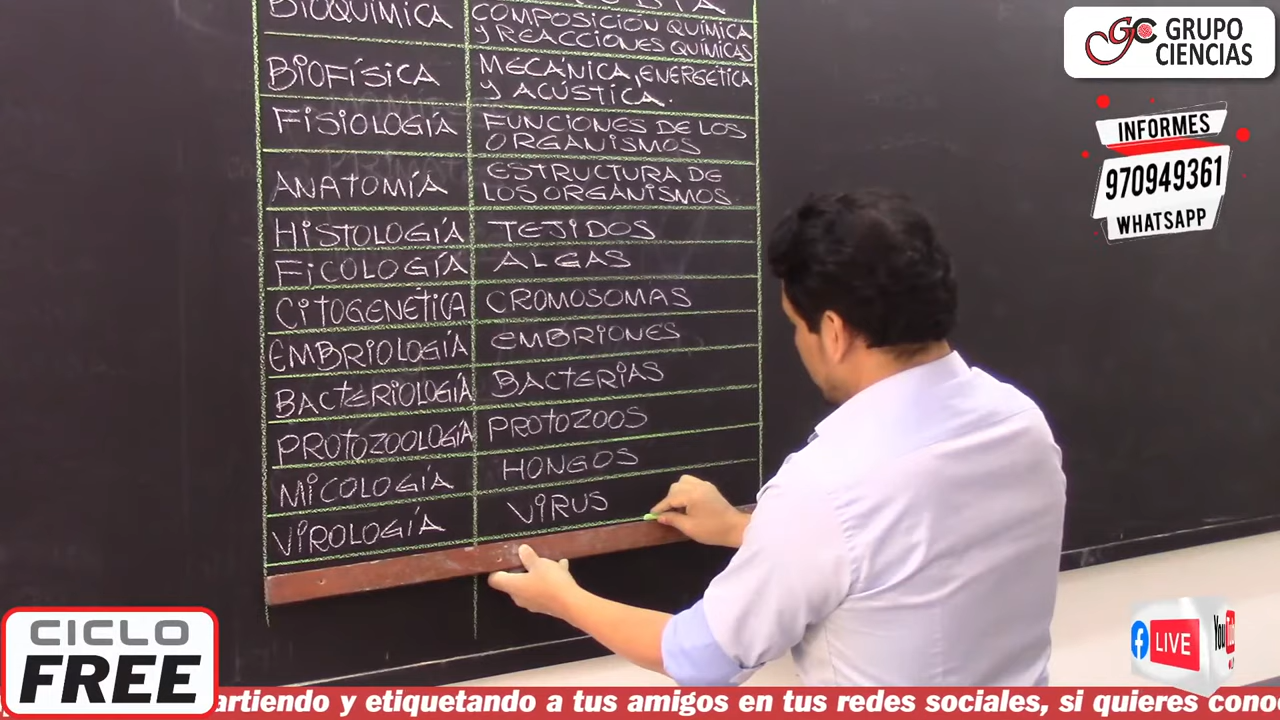 BIOQUÍMICA
COMPOSICIÓN QUÍMICA
Y REACCIONES QUÍMICAS
BIOFÍSICA
MECÁNICA, ENERGÉTICA
Y ACÚSTICA.
FISIOLOGÍA
FUNCIONES DE LOS
ORGANISMOS
ANATOMÍA
ESTRUCTURA DE
LOS ORGANISMOS.
HISTOLOGÍA
TEJIDOS
FICOLOGÍA
ALGAS
CITOGENÉTICA
CROMOSOMAS
EMBRIOLOGÍA
EMBRIONES
BACTERIOLOGÍA
BACTERIAS
PROTOZOOLOGÍA
PROTOZOOS
MICOLOGÍA
HONGOS
VIROLOGÍA
VIRUS
GC GRUPO
CIENCIAS
INFORMES
970949361
WHATSAPP
CICLO
FREE
LIVE
YouTube
artiendo y etiquetando a tus amigos en tus redes sociales, si quieres cono